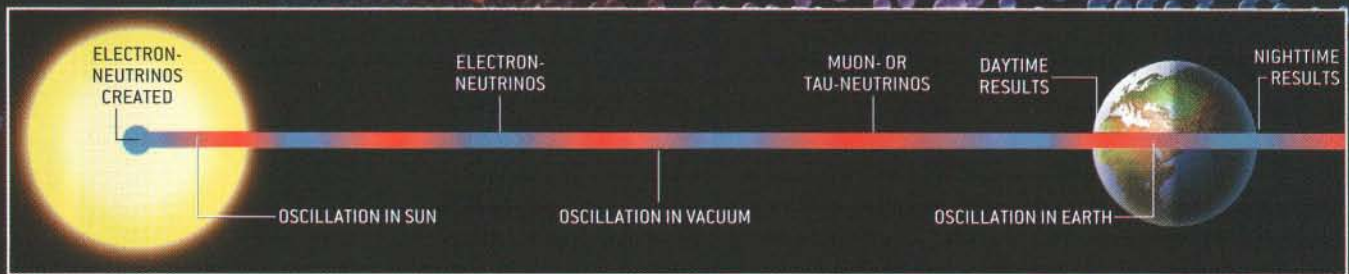 ELECTRON-
NEUTRINOS
CREATED
ELECTRON-
NEUTRINOS
MUON- OR
TAU-NEUTRINOS
DAYTIME
RESULTS
NIGHTTIME
RESULTS
OSCILLATION IN SUN
OSCILLATION IN VACUUM
OSCILLATION IN EARTH